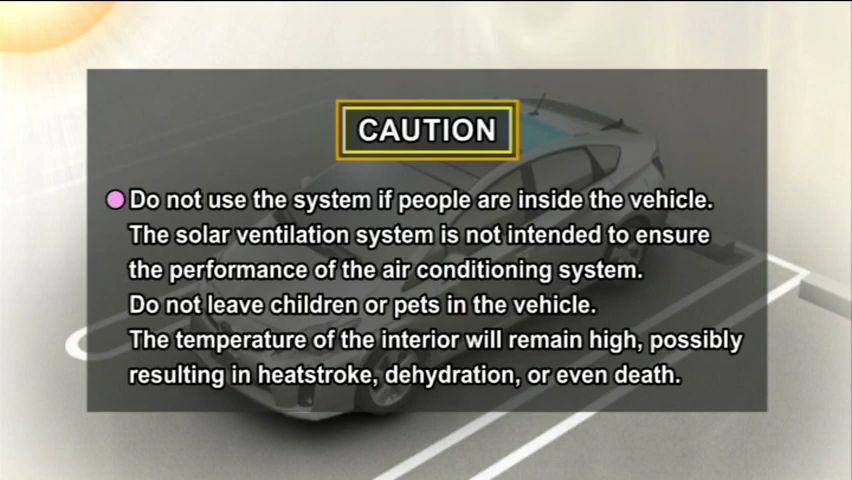 CAUTION
Do not use the system if people are inside the vehicle.
The solar ventilation system is not intended to ensure
the performance of the air conditioning system.
Do not leave children or pets in the vehicle.
The temperature of the interior will remain high, possibly
resulting in heatstroke, dehydration, or even death.